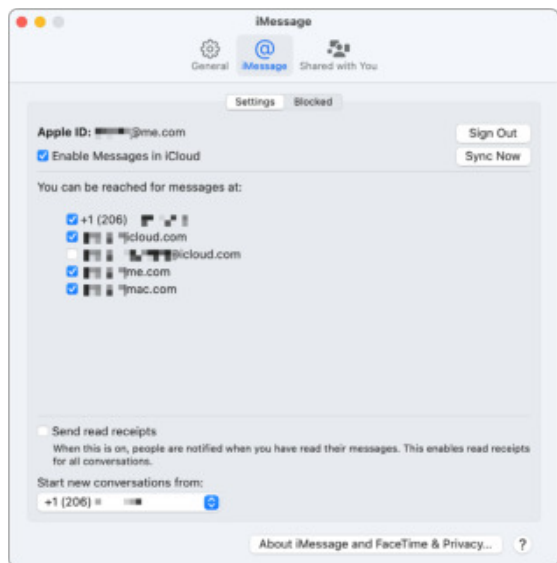 iMessage
General iMessage Shared with You
Settings Blocked
Apple ID: @me.com Sign Out
Enable Messages in iCloud Sync Now
You can be reached for messages at:
+1 (206)
icloud.com
@icloud.com
me.com
mac.com
Send read receipts
When this is on, people are notified when you have read their messages. This enables read receipts
for all conversations.
Start new conversations from:
+1 (206)
About iMessage and FaceTime & Privacy... ?